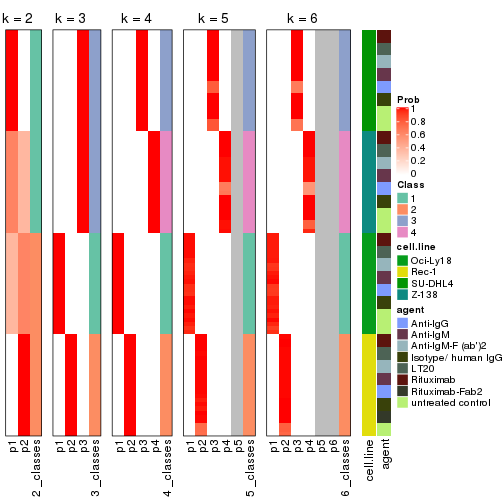 k = 2
k = 3
k = 4
k = 5
k = 6
p1
p2
2_classes
p1
p2
p3
3_classes
p1
p2
p3
p4
4_classes
p1
p2
p3
p4
p5
5_classes
p1
p2
p3
p4
p5
p6
6_classes
cell.line
agent
Prob
1
0.8
0.6
0.4
0.2
0
Class
1
2
3
4
cell.line
Oci-Ly18
Rec-1
SU-DHL4
Z-138
agent
Anti-IgG
Anti-IgM
Anti-IgM-F (ab')2
Isotype/ human IgG
LT20
Rituximab
Rituximab-Fab2
untreated control